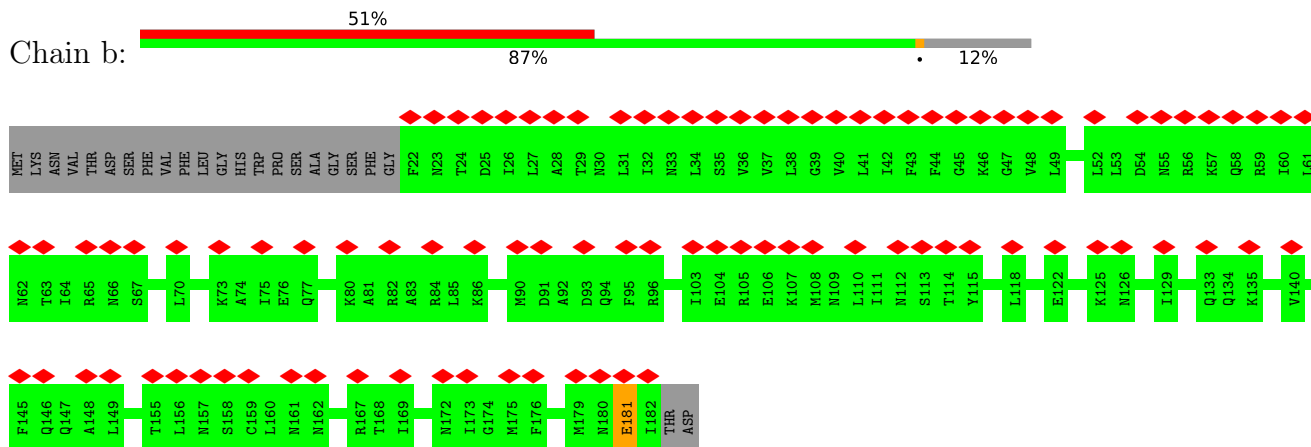 51%
Chain b:
87% • 12%
MET LYS ASN VAL THR ASP SER PHE VAL PHE LEU GLY HIS TRP PRO SER ALA GLY SER PHE GLY F22 N23 T24 D25 I26 L27 A28 T29 N30 L31 I32 N33 L34 S35 V36 V37 L38 G39 V40 L41 I42 F43 F44 G45 K46 G47 V48 L49 L52 L53 D54 N55 R56 K57 Q58 R59 I60 L61
N62 T63 I64 R65 N66 S67 L70 K73 A74 I75 E76 Q77 K80 A81 R82 A83 R84 L85 K86 M90 D91 A92 D93 Q94 F95 R96 I103 E104 R105 E106 K107 M108 N109 L110 I111 N112 S113 T114 Y115 L118 E122 K125 N126 I129 Q133 Q134 K135 V140
F145 Q146 Q147 A148 L149 T155 L156 N157 S158 C159 L160 N161 N162 R167 T168 I169 N172 I173 G174 M175 F176 M179 N180 E181 I182 THR ASP